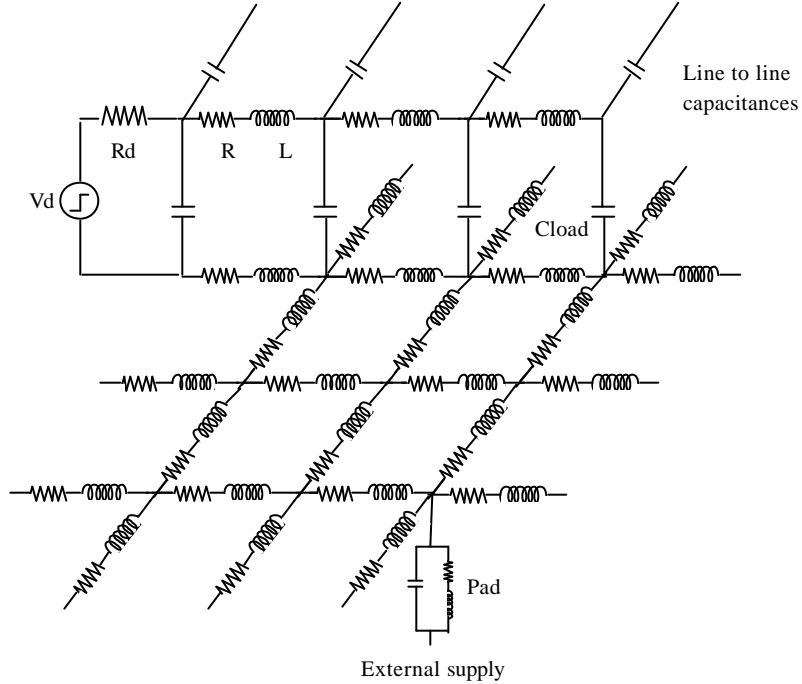 Line to line
capacitances
Rd
R
L
Vd
Cload
Pad
External supply